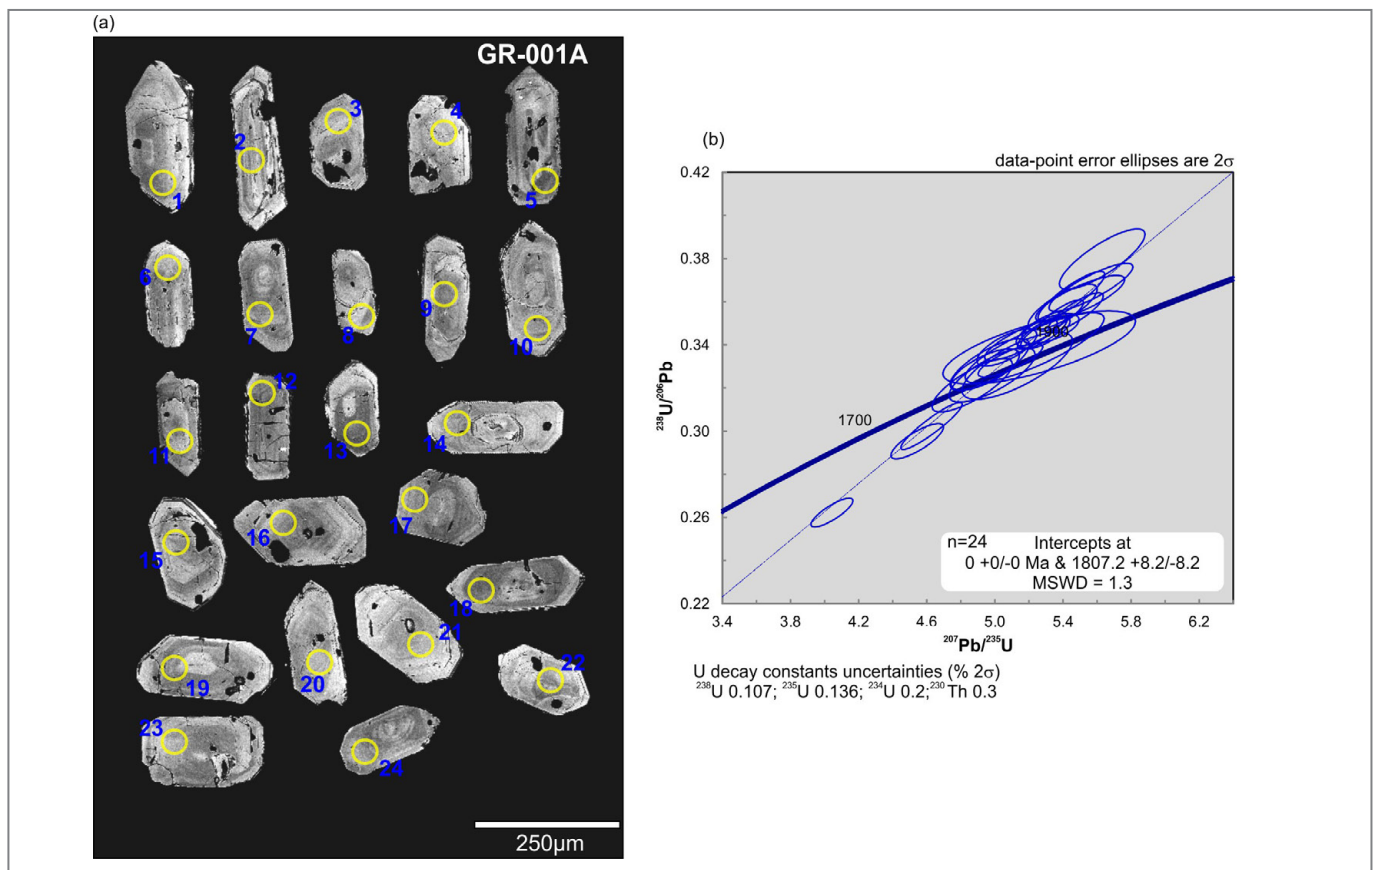 (a)
GR-001A
1
2
3
4
5
6
7
8
9
10
11
12
13
14
15
16
17
18
19
20
21
22
23
24
250µm
(b)
data-point error ellipses are 2σ
0.42
0.38
0.34
0.30
0.26
0.22
²³⁸U/²⁰⁶Pb
1900
1700
n=24 Intercepts at
0 +0/-0 Ma & 1807.2 +8.2/-8.2
MSWD = 1.3
3.4 3.8 4.2 4.6 5.0 5.4 5.8 6.2
²⁰⁷Pb/²³⁵U
U decay constants uncertainties (% 2σ)
²³⁸U 0.107; ²³⁵U 0.136; ²³⁴U 0.2;²³⁰Th 0.3